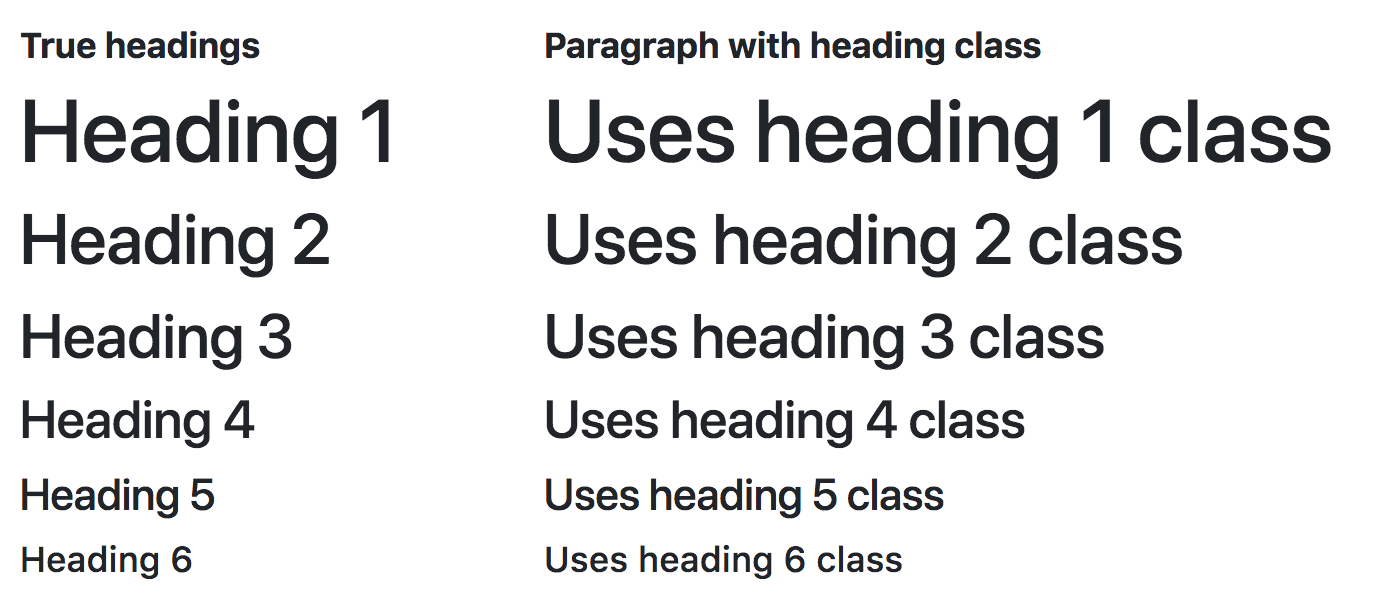 True headings
Heading 1
Heading 2
Heading 3
Heading 4
Heading 5
Heading 6
Paragraph with heading class
Uses heading 1 class
Uses heading 2 class
Uses heading 3 class
Uses heading 4 class
Uses heading 5 class
Uses heading 6 class